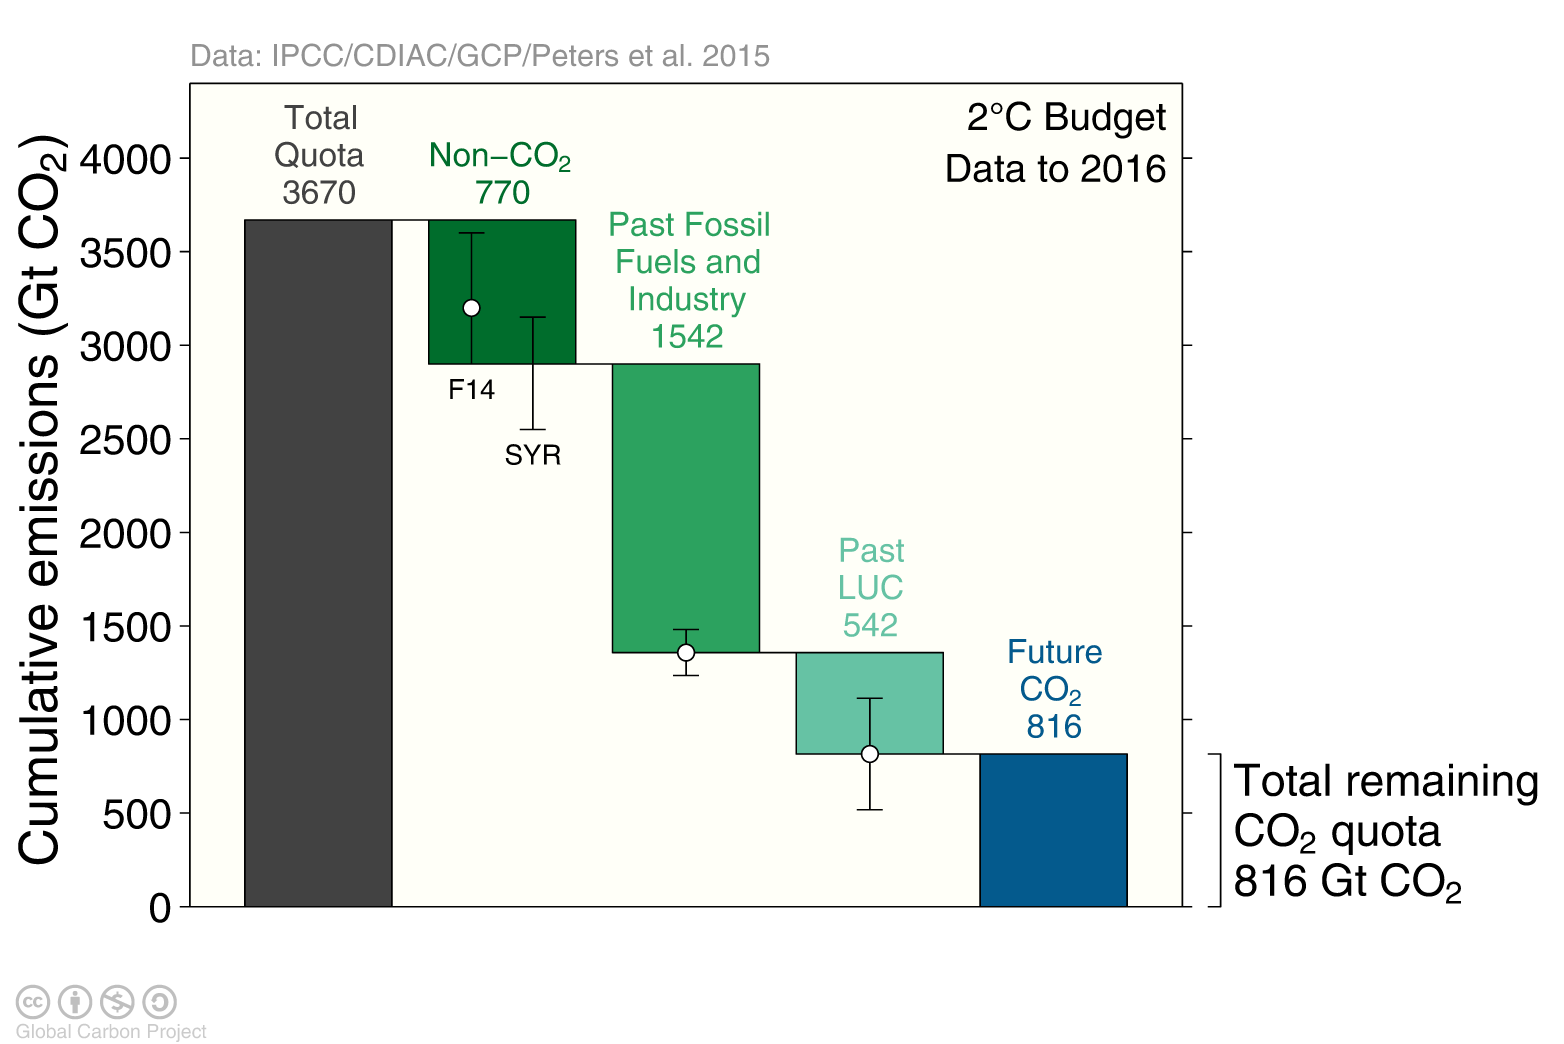 Data: IPCC/CDIAC/GCP/Peters et al. 2015
Cumulative emissions (Gt CO₂)
4000
3500
3000
2500
2000
1500
1000
500
0
Total
Quota
3670
Non−CO₂
770
F14
SYR
Past Fossil
Fuels and
Industry
1542
Past
LUC
542
Future
CO₂
816
2°C Budget
Data to 2016
Total remaining
CO₂ quota
816 Gt CO₂
cc
Global Carbon Project